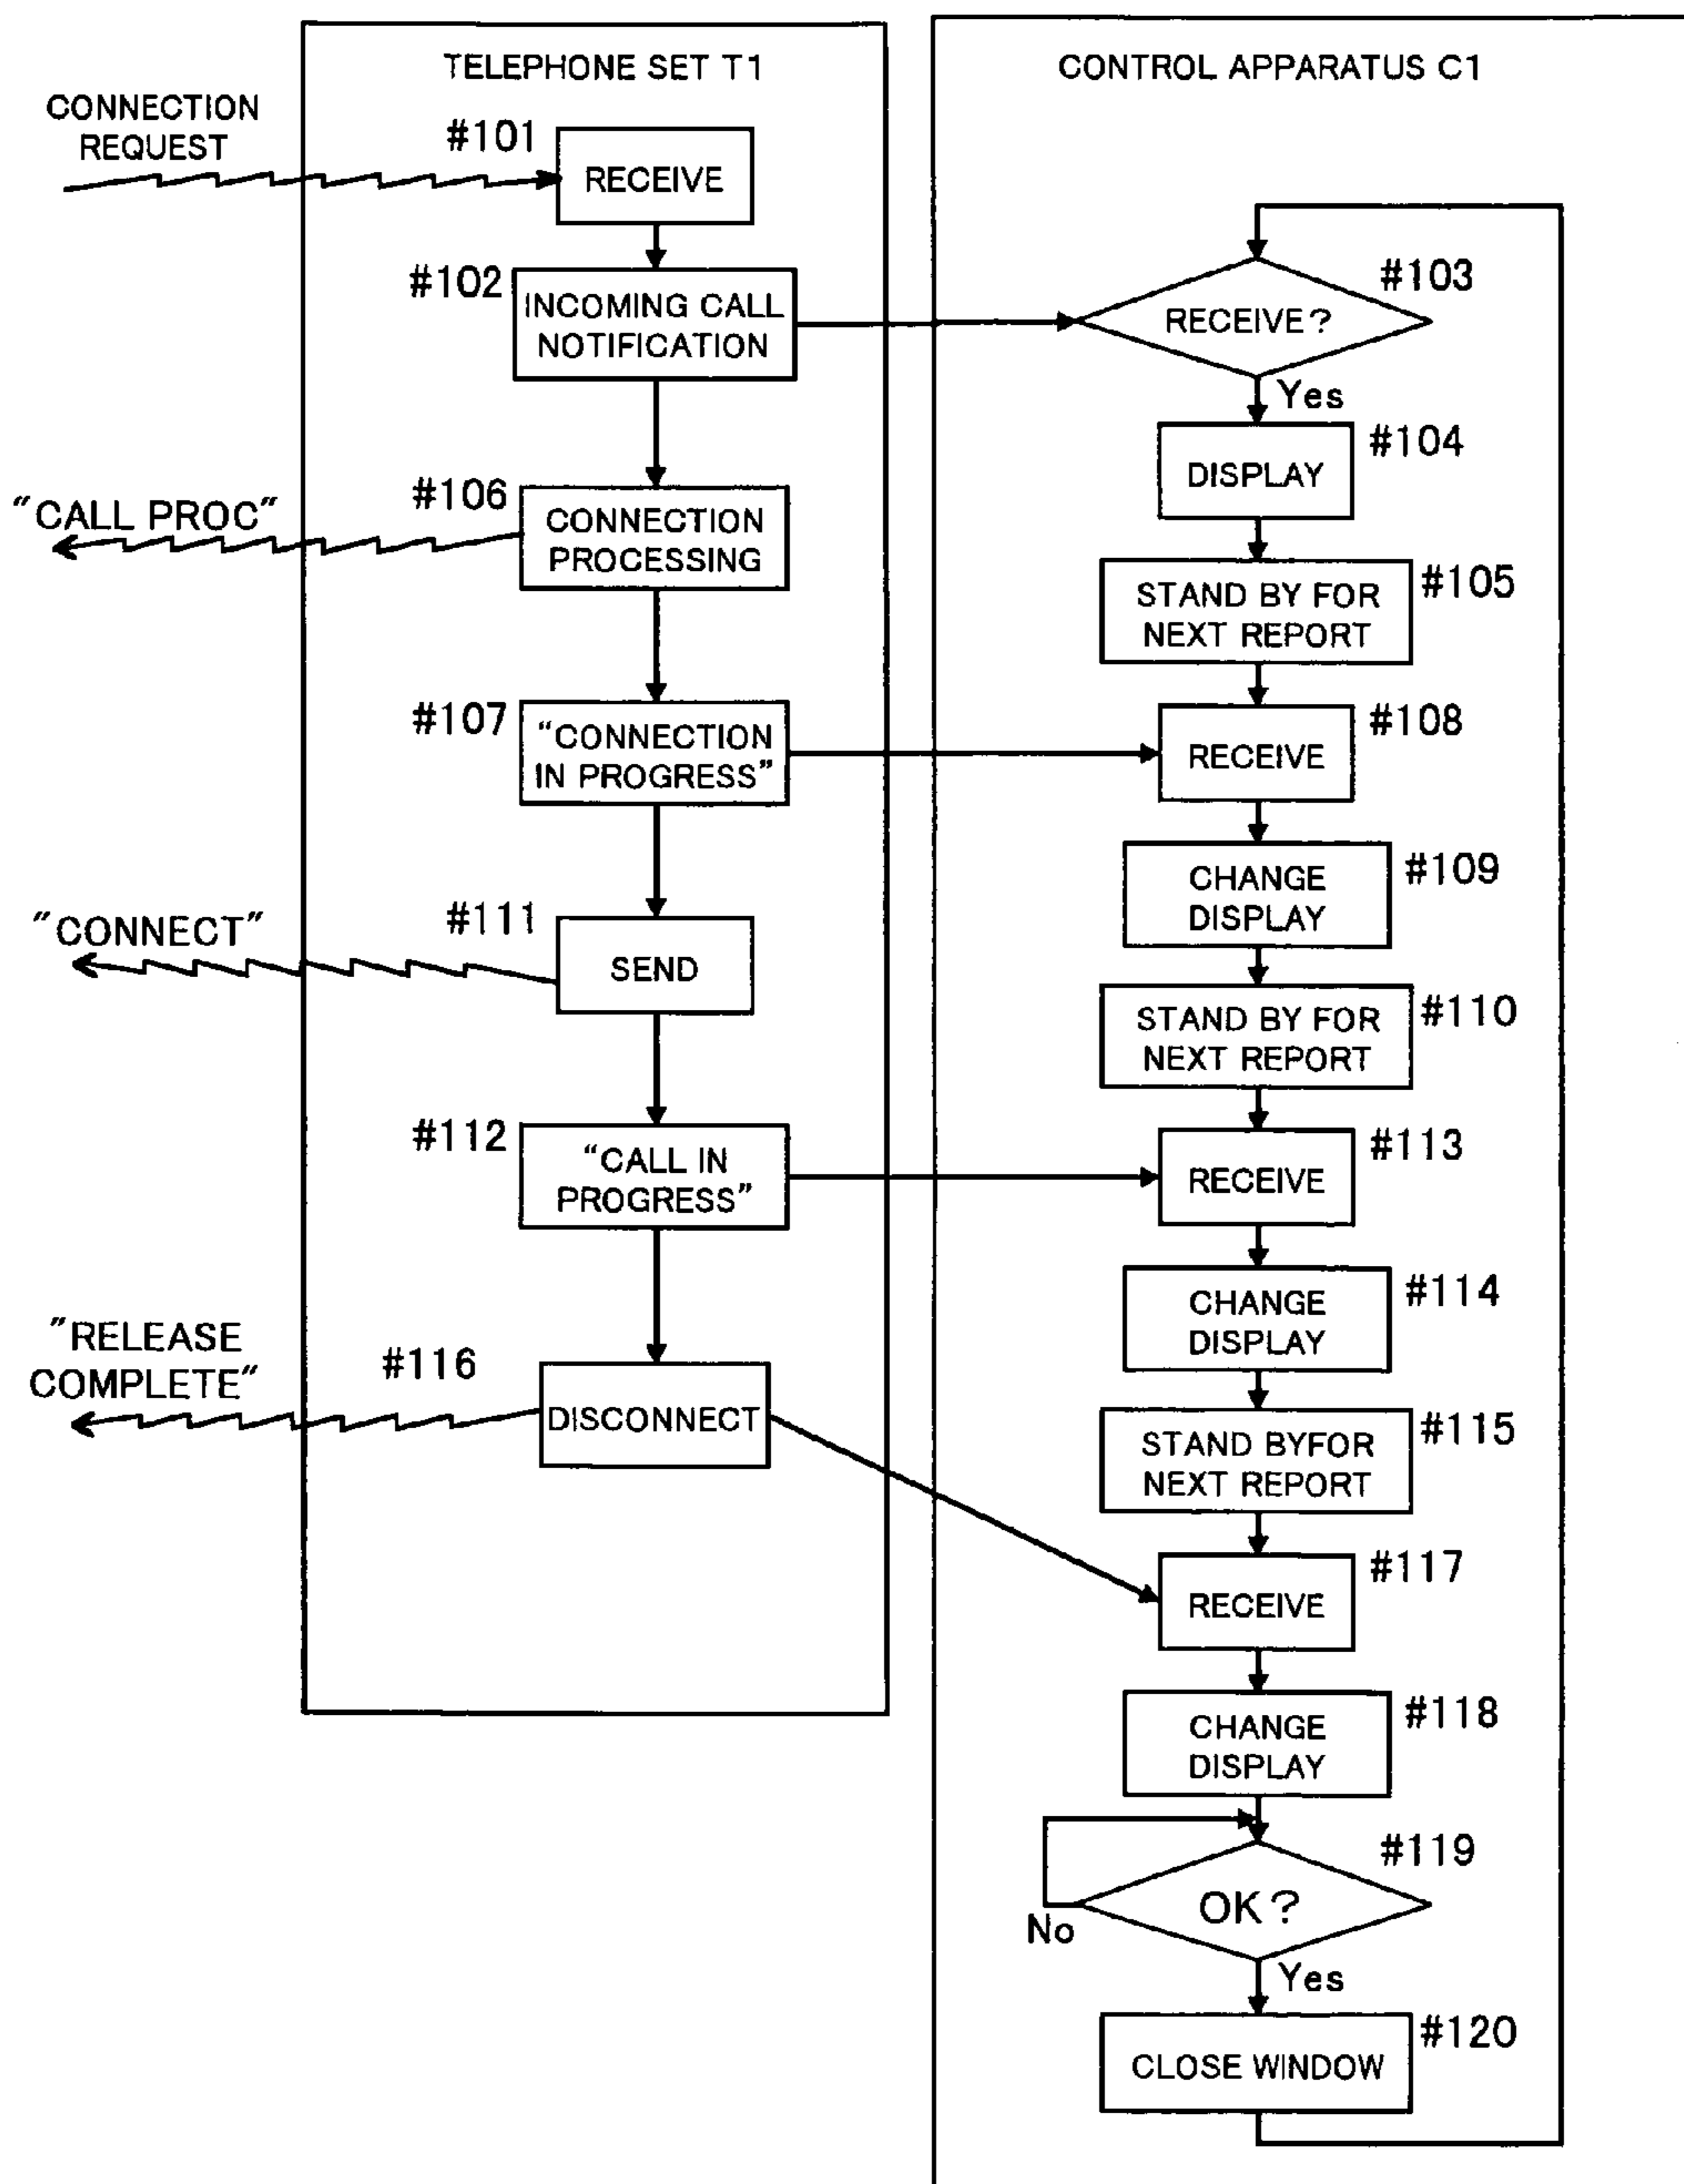 TELEPHONE SET T1
CONTROL APPARATUS C1
CONNECTION
REQUEST
#101
RECEIVE
#102
INCOMING CALL
NOTIFICATION
#103
RECEIVE?
Yes
#104
DISPLAY
"CALL PROC"
#106
CONNECTION
PROCESSING
#105
STAND BY FOR
NEXT REPORT
#107
“CONNECTION
IN PROGRESS”
#108
RECEIVE
#109
CHANGE
DISPLAY
"CONNECT"
#111
SEND
#110
STAND BY FOR
NEXT REPORT
#112
“CALL IN
PROGRESS”
#113
RECEIVE
#114
CHANGE
DISPLAY
"RELEASE
COMPLETE"
#116
DISCONNECT
#115
STAND BYFOR
NEXT REPORT
#117
RECEIVE
#118
CHANGE
DISPLAY
#119
OK?
No
Yes
#120
CLOSE WINDOW